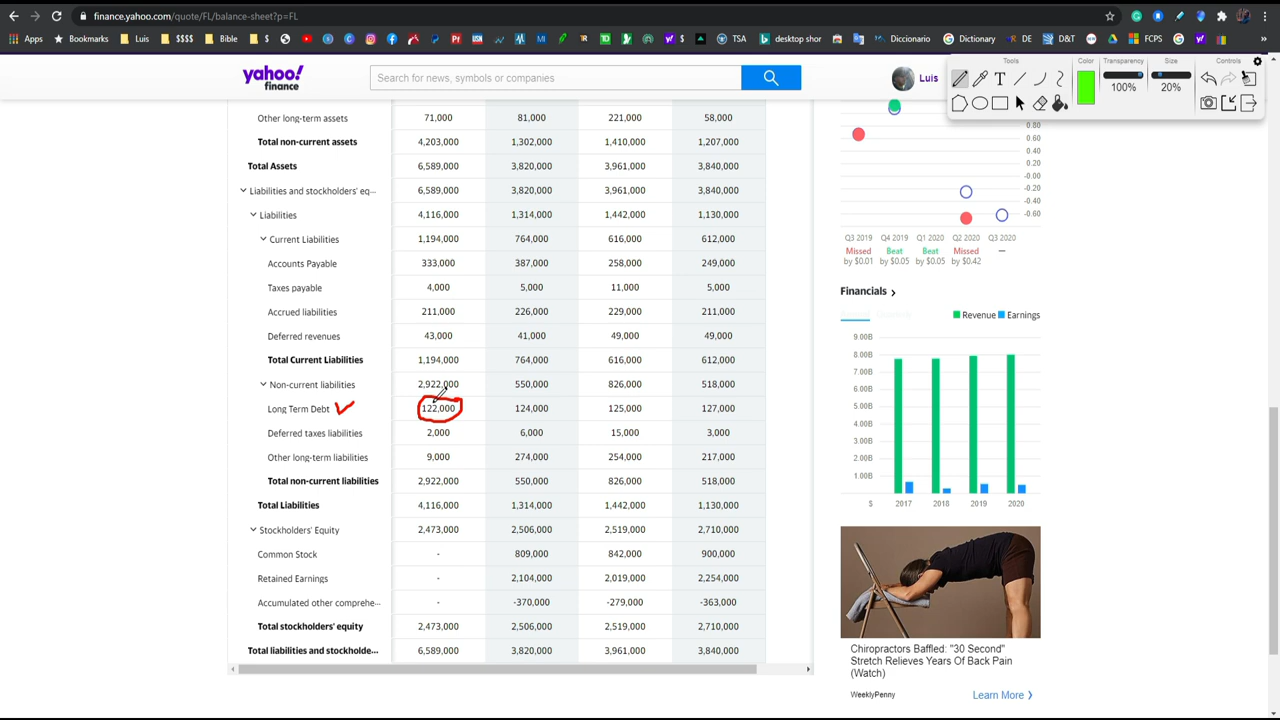 finance.yahoo.com/quote/FL/balance-sheet?p=FL
Apps Bookmarks Luis $$$$ Bible $ $ TSA desktop shor Diccionario Diction.. DE D&T FCPS »
yahoo!
finance
Search for news, symbols or companies
Luis
Tools Color Transparency Size Controls
100% 20%
Other long-term assets 71,000 81,000 221,000 58,000
Total non-current assets 4,203,000 1,302,000 1,410,000 1,207,000
Total Assets 6,589,000 3,820,000 3,961,000 3,840,000
Liabilities and stockholders' eq... 6,589,000 3,820,000 3,961,000 3,840,000
Liabilities 4,116,000 1,314,000 1,442,000 1,130,000
Current Liabilities 1,194,000 764,000 616,000 612,000
Accounts Payable 333,000 387,000 258,000 249,000
Taxes payable 4,000 5,000 11,000 5,000
Accrued liabilities 211,000 226,000 229,000 211,000
Deferred revenues 43,000 41,000 49,000 49,000
Total Current Liabilities 1,194,000 764,000 616,000 612,000
Non-current liabilities 2,922,000 550,000 826,000 518,000
Long Term Debt 122,000 124,000 125,000 127,000
Deferred taxes liabilities 2,000 6,000 15,000 3,000
Other long-term liabilities 9,000 274,000 254,000 217,000
Total non-current liabilities 2,922,000 550,000 826,000 518,000
Total Liabilities 4,116,000 1,314,000 1,442,000 1,130,000
Stockholders' Equity 2,473,000 2,506,000 2,519,000 2,710,000
Common Stock - 809,000 842,000 900,000
Retained Earnings - 2,104,000 2,019,000 2,254,000
Accumulated other comprehe... - -370,000 -279,000 -363,000
Total stockholders' equity 2,473,000 2,506,000 2,519,000 2,710,000
Total liabilities and stockholde... 6,589,000 3,820,000 3,961,000 3,840,000
0.80
0.60
0.40
0.20
-0.00
-0.20
-0.40
-0.60
Q3 2019 Q4 2019 Q1 2020 Q2 2020 Q3 2020
Missed Beat Beat Missed —
by $0.01 by $0.05 by $0.05 by $0.42
Financials
Revenue Earnings
9.00B
8.00B
7.00B
6.00B
5.00B
4.00B
3.00B
2.00B
1.00B
$ 2017 2018 2019 2020
Chiropractors Baffled: "30 Second"
Stretch Relieves Years Of Back Pain
(Watch)
WeeklyPenny Learn More